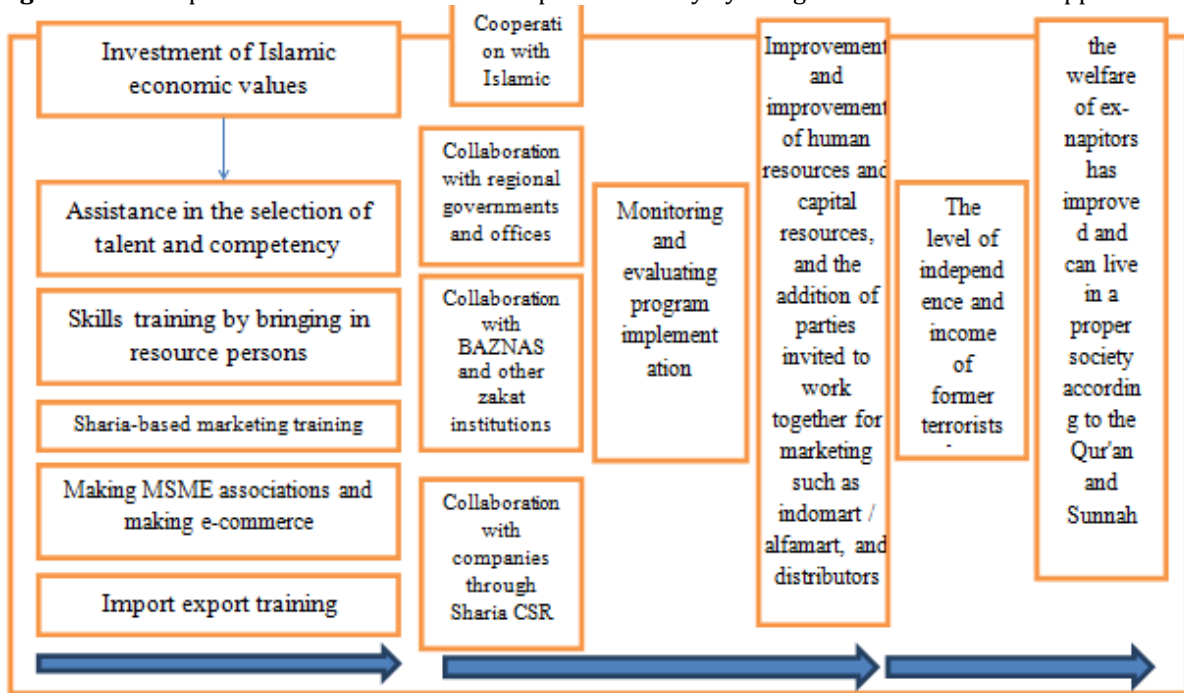 Investment of Islamic
economic values
Assistance in the selection of
talent and competency
Skills training by bringing in
resource persons
Sharia-based marketing training
Making MSME associations and
making e-commerce
Import export training
Cooperati
on with
Islamic
Collaboration
with regional
governments
and offices
Collaboration
with
BAZNAS
and other
zakat
institutions
Collaboration
with
companies
through
Sharia CSR
Monitoring
and
evaluating
program
implement
ation
Improvement
and
improvement
of human
resources and
capital
resources,
and the
addition of
parties
invited to
work
together for
marketing
such as
indomart /
alfamart, and
distributors
The
level of
independ
ence and
income
of
former
terrorists
the
welfare
of ex-
napitors
has
improve
d and
can live
in a
proper
society
accordin
g to the
Qur'an
and
Sunnah